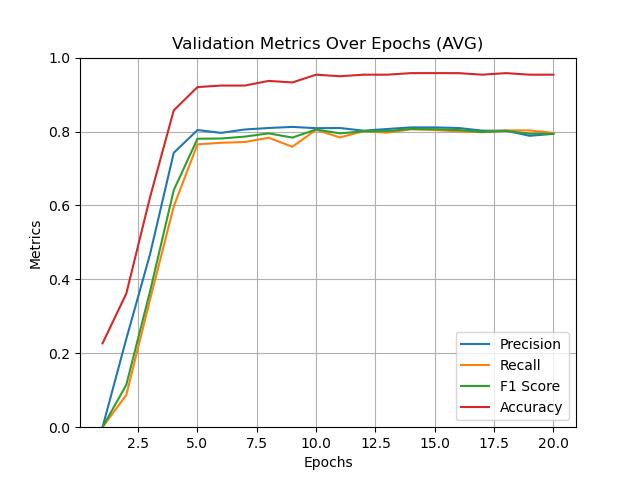 Validation Metrics Over Epochs (AVG)
1.0
0.8
0.6
0.4
0.2
0.0
Metrics
Precision
Recall
F1 Score
Accuracy
2.5 5.0 7.5 10.0 12.5 15.0 17.5 20.0
Epochs